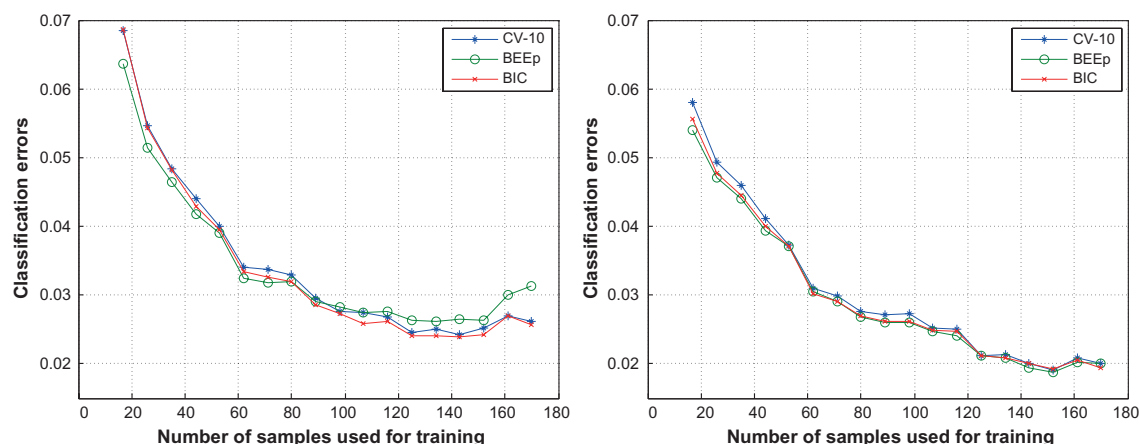 0.07
0.06
0.05
0.04
0.03
0.02
Classification errors
CV-10
BEEp
BIC
0 20 40 60 80 100 120 140 160 180
Number of samples used for training
0.07
0.06
0.05
0.04
0.03
0.02
Classification errors
CV-10
BEEp
BIC
0 20 40 60 80 100 120 140 160 180
Number of samples used for training